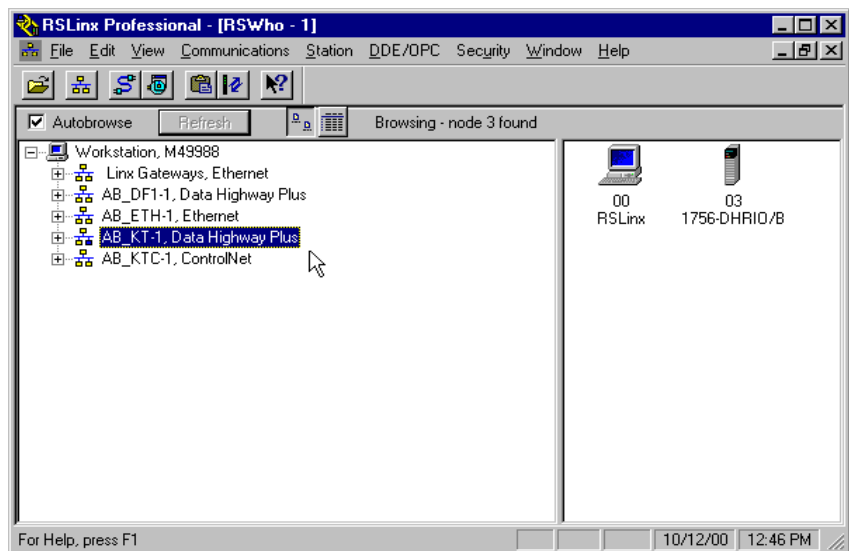 RSLinx Professional - [RSWho - 1]
File Edit View Communications Station DDE/OPC Security Window Help
Autobrowse Refresh Browsing - node 3 found
Workstation, M49988
Linx Gateways, Ethernet
AB_DF1-1, Data Highway Plus
AB_ETH-1, Ethernet
AB_KT-1, Data Highway Plus
AB_KTC-1, ControlNet
00 03
RSLinx 1756-DHRIO/B
For Help, press F1 10/12/00 12:46 PM